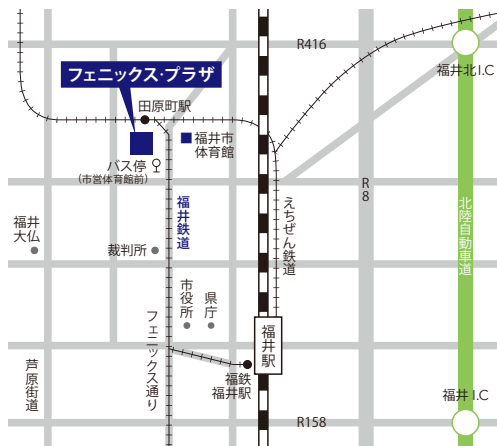 R416
福井北I.C
フェニックス・プラザ
田原町駅
福井市
体育館
バス停
(市営体育館前)
R8
福井鉄道
えちぜん鉄道
北陸自動車道
福井
大仏
裁判所
市役所
県庁
フェニックス通り
福井駅
芦原街道
福鉄
福井駅
福井I.C
R158